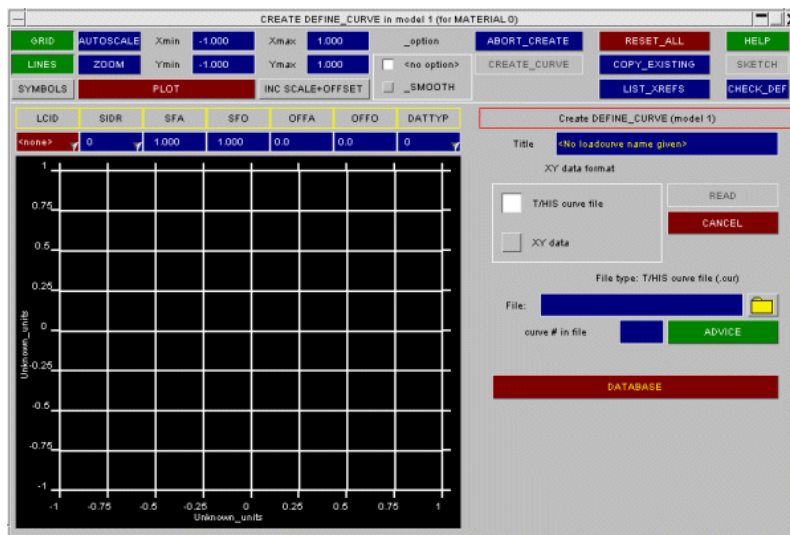 CREATE DEFINE_CURVE in model 1 (for MATERIAL 0)
GRID AUTOSCALE Xmin -1.000 Xmax 1.000 _option ABORT_CREATE RESET_ALL HELP
LINES ZOOM Ymin -1.000 Ymax 1.000 <no option> CREATE_CURVE COPY_EXISTING SKETCH
SYMBOLS PLOT INC SCALE+OFFSET _SMOOTH LIST_XREFS CHECK_DEF
LCID SIDR SFA SFO OFFA OFFO DATTYP
<none> 0 1.000 1.000 0.0 0.0 0
1
0.75
0.5
0.25
0
-0.25
-0.5
-0.75
-1
Unknown_units
-1 -0.75 -0.5 -0.25 0 0.25 0.5 0.75 1
Unknown_units
Create DEFINE_CURVE (model 1)
Title <No loadcurve name given>
XY data format
T/HIS curve file READ
CANCEL
XY data
File type: T/HIS curve file (.cur)
File:
curve # in file ADVICE
DATABASE